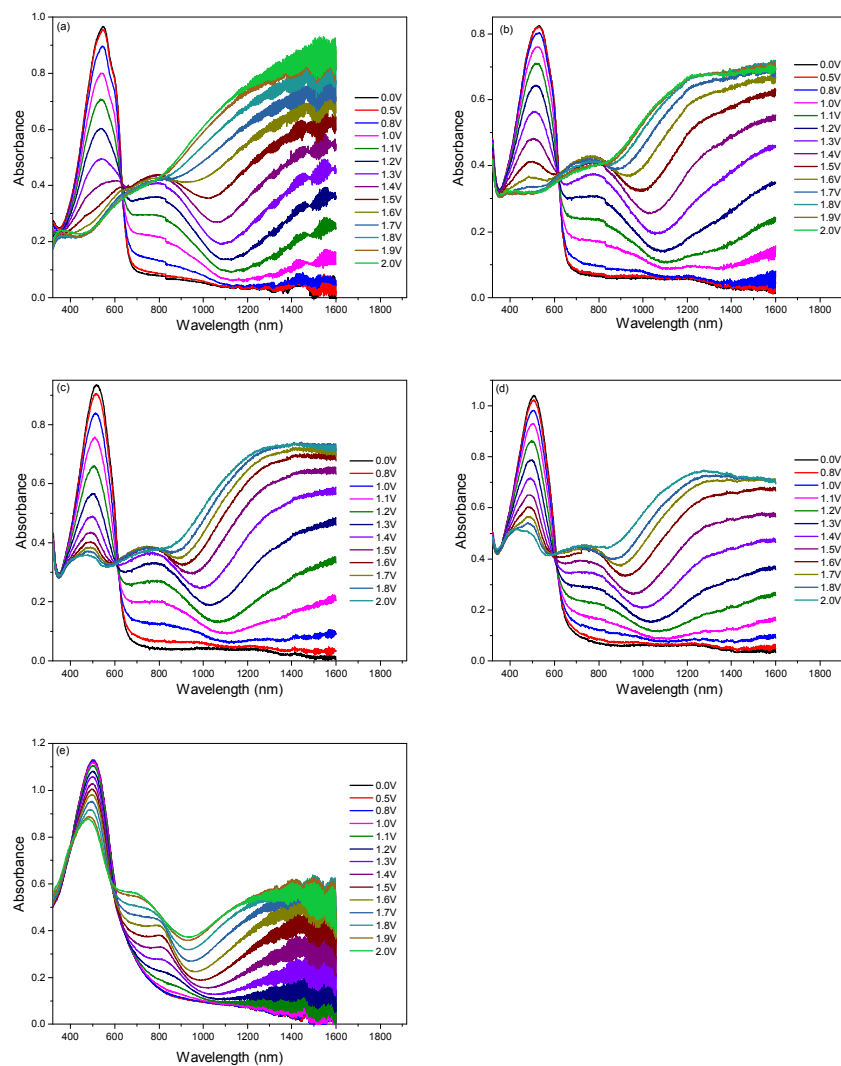 (a)
Absorbance
1.0
0.8
0.6
0.4
0.2
0.0
400 600 800 1000 1200 1400 1600 1800
Wavelength (nm)
0.0V
0.5V
0.8V
1.0V
1.1V
1.2V
1.3V
1.4V
1.5V
1.6V
1.7V
1.8V
1.9V
2.0V
(b)
Absorbance
0.8
0.6
0.4
0.2
0.0
400 600 800 1000 1200 1400 1600 1800
Wavelength (nm)
0.0V
0.5V
0.8V
1.0V
1.1V
1.2V
1.3V
1.4V
1.5V
1.6V
1.7V
1.8V
1.9V
2.0V
(c)
Absorbance
0.8
0.6
0.4
0.2
0.0
400 600 800 1000 1200 1400 1600 1800
Wavelength (nm)
0.0V
0.8V
1.0V
1.1V
1.2V
1.3V
1.4V
1.5V
1.6V
1.7V
1.8V
2.0V
(d)
Absorbance
1.0
0.8
0.6
0.4
0.2
0.0
400 600 800 1000 1200 1400 1600 1800
Wavelength (nm)
0.0V
0.8V
1.0V
1.1V
1.2V
1.3V
1.4V
1.5V
1.6V
1.7V
1.8V
2.0V
(e)
Absorbance
1.2
1.0
0.8
0.6
0.4
0.2
0.0
400 600 800 1000 1200 1400 1600 1800
Wavelength (nm)
0.0V
0.5V
0.8V
1.0V
1.1V
1.2V
1.3V
1.4V
1.5V
1.6V
1.7V
1.8V
1.9V
2.0V